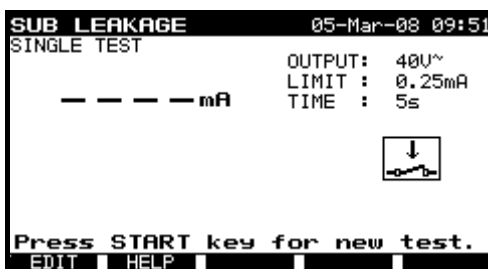 SUB LEAKAGE 05-Mar-08 09:51
SINGLE TEST
OUTPUT: 40V~
LIMIT : 0.25mA
– – – – mA
TIME : 5s
Press START key for new test.
EDIT HELP